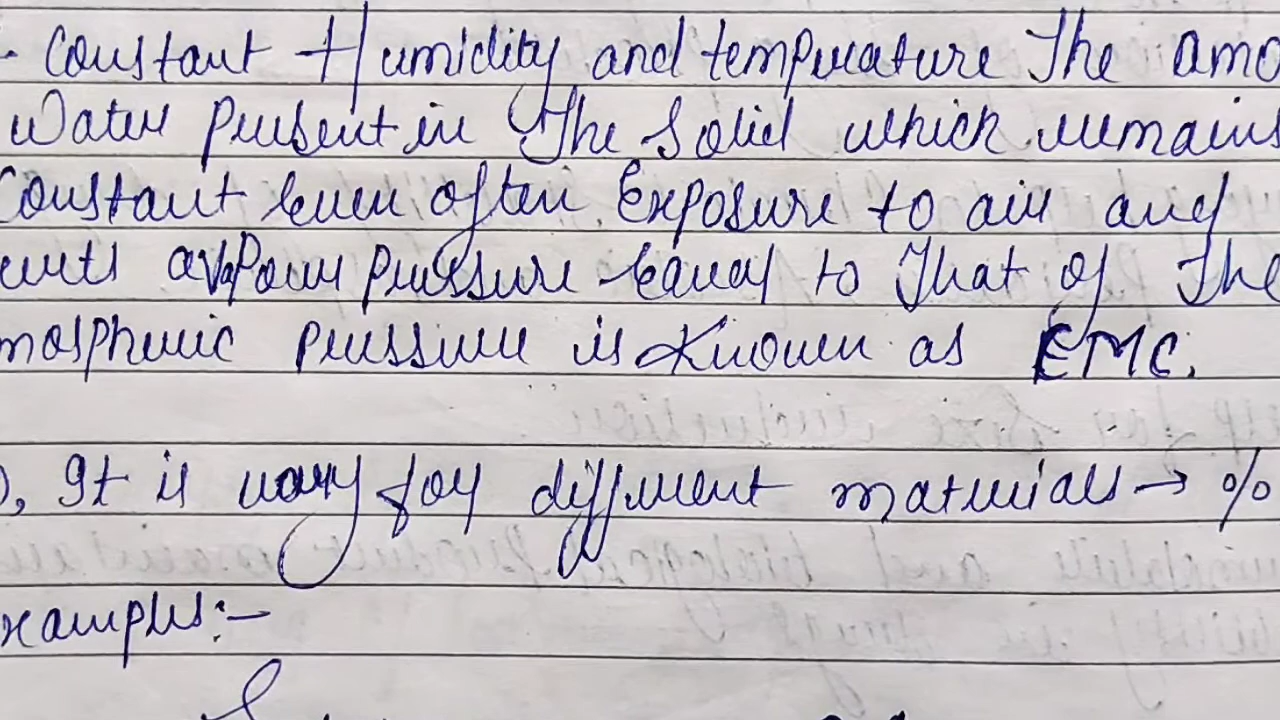 Constant Humidity and temperature The amo
Water present in The Solid which remains
Constant even after Exposure to air and
erts a vapour pressure equal to That of The
mospheric pressure is Known as EMC.
), It is vary for different materials → %
xamples:-